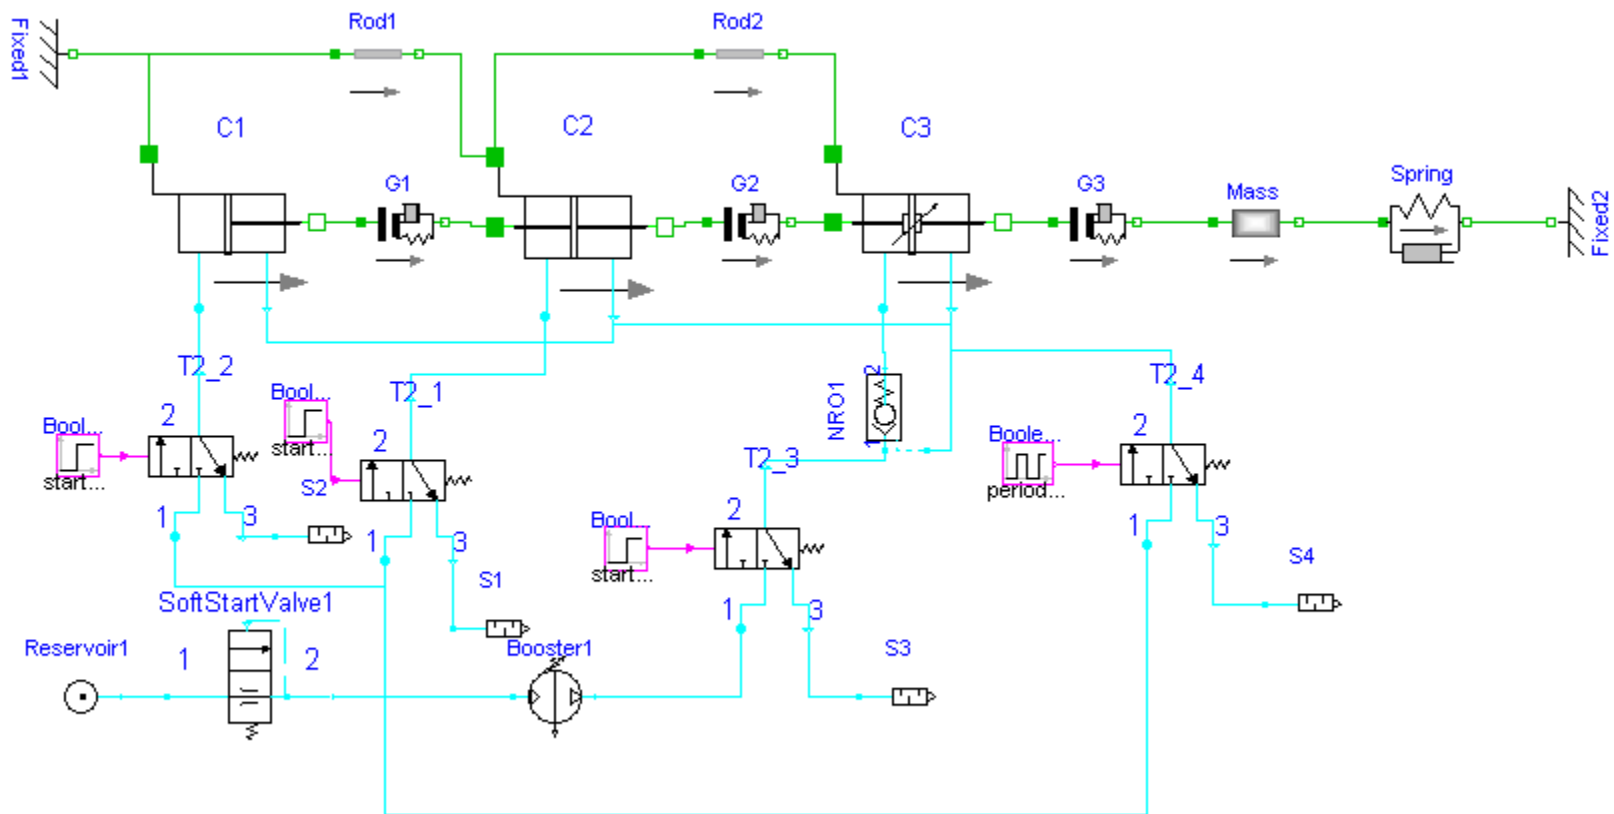 Fixed1
Rod1
Rod2
C1
C2
C3
G1
G2
G3
Mass
Spring
Fixed2
T2_2
T2_1
T2_3
T2_4
NRO1
2
1
Bool...
start...
2
1
3
S2
Bool...
start...
2
1
3
S1
Bool...
start...
2
1
3
S3
Boole...
period...
2
1
3
S4
SoftStartValve1
Reservoir1
1
2
Booster1